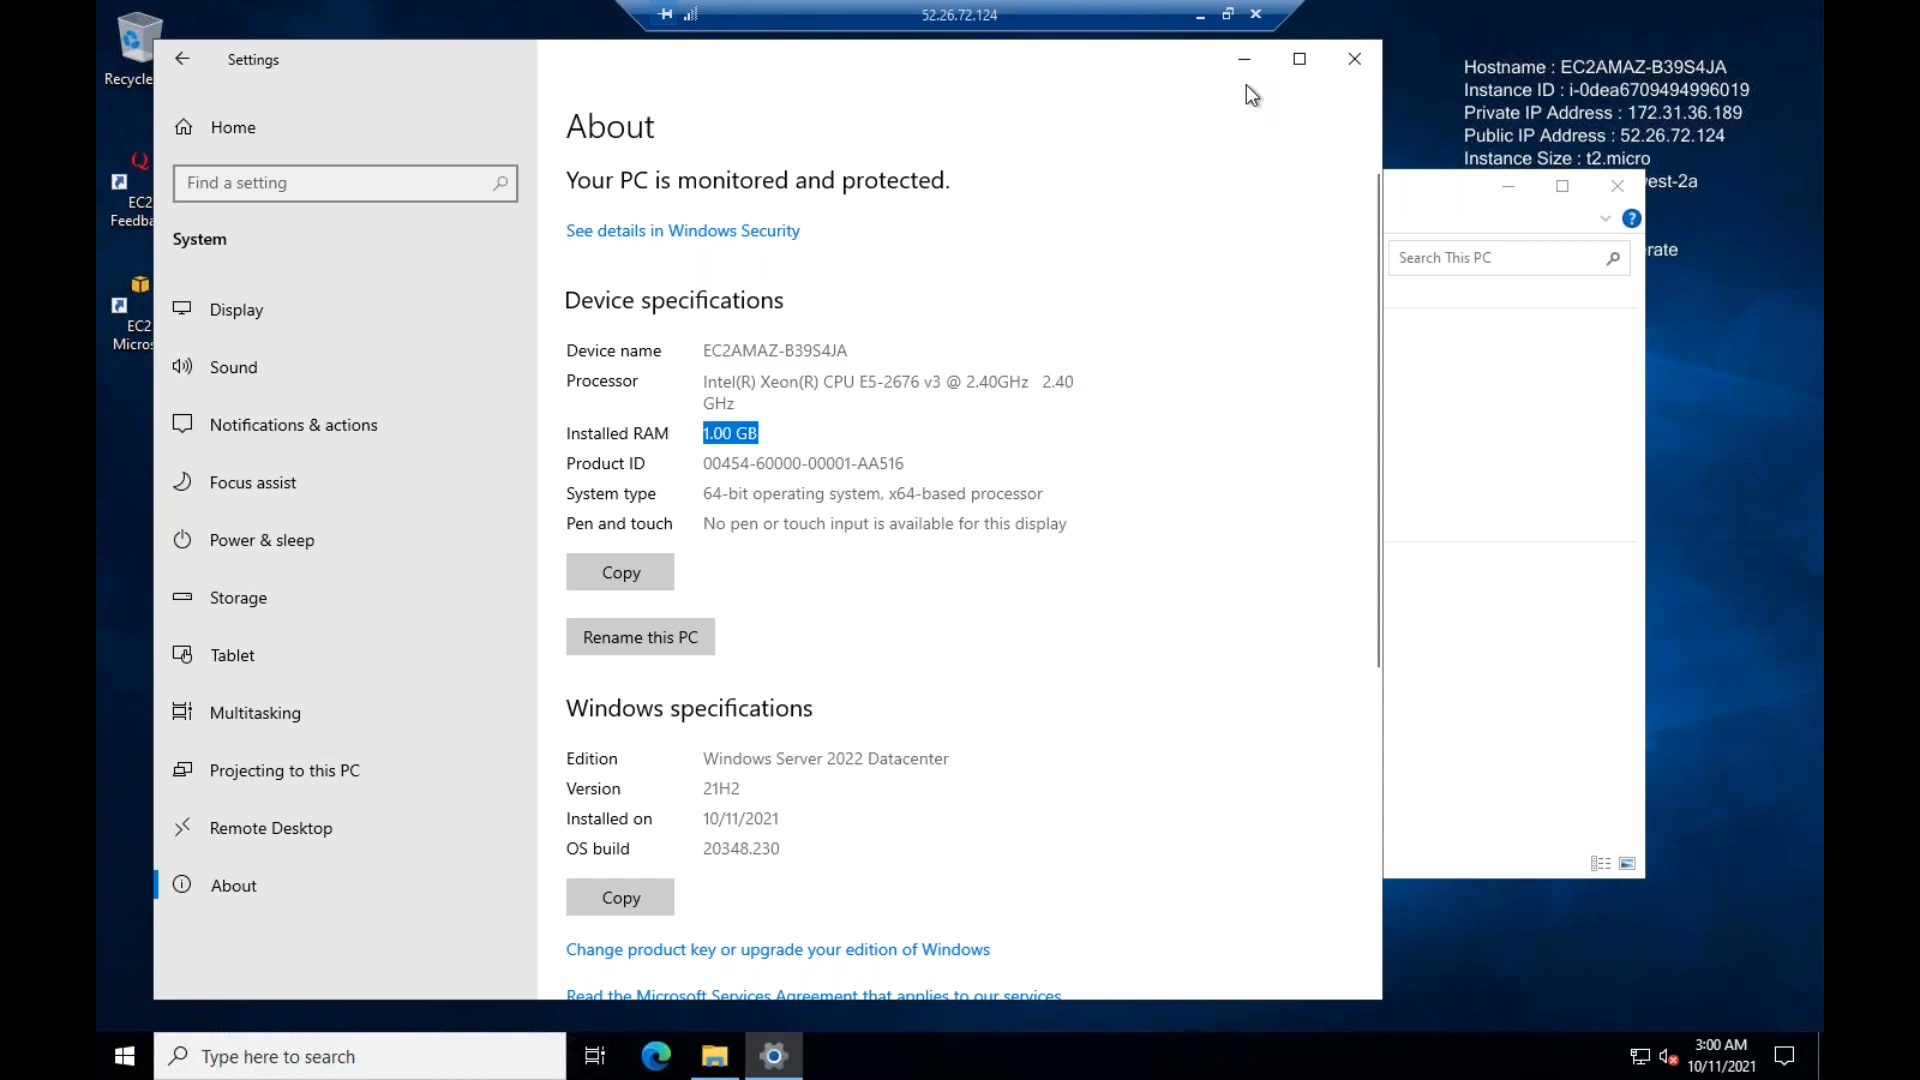 52.26.72.124
Recycle
Q
EC2
Feedba
EC2
Micros
Settings
Home
Find a setting
System
Display
Sound
Notifications & actions
Focus assist
Power & sleep
Storage
Tablet
Multitasking
Projecting to this PC
Remote Desktop
About
About
Your PC is monitored and protected.
See details in Windows Security
Device specifications
Device name EC2AMAZ-B39S4JA
Processor Intel(R) Xeon(R) CPU E5-2676 v3 @ 2.40GHz 2.40
GHz
Installed RAM 1.00 GB
Product ID 00454-60000-00001-AA516
System type 64-bit operating system, x64-based processor
Pen and touch No pen or touch input is available for this display
Copy
Rename this PC
Windows specifications
Edition Windows Server 2022 Datacenter
Version 21H2
Installed on 10/11/2021
OS build 20348.230
Copy
Change product key or upgrade your edition of Windows
Read the Microsoft Services Agreement that applies to our services
Hostname : EC2AMAZ-B39S4JA
Instance ID : i-0dea6709494996019
Private IP Address : 172.31.36.189
Public IP Address : 52.26.72.124
Instance Size : t2.micro
est-2a
rate
?
Search This PC
Type here to search
3:00 AM
10/11/2021